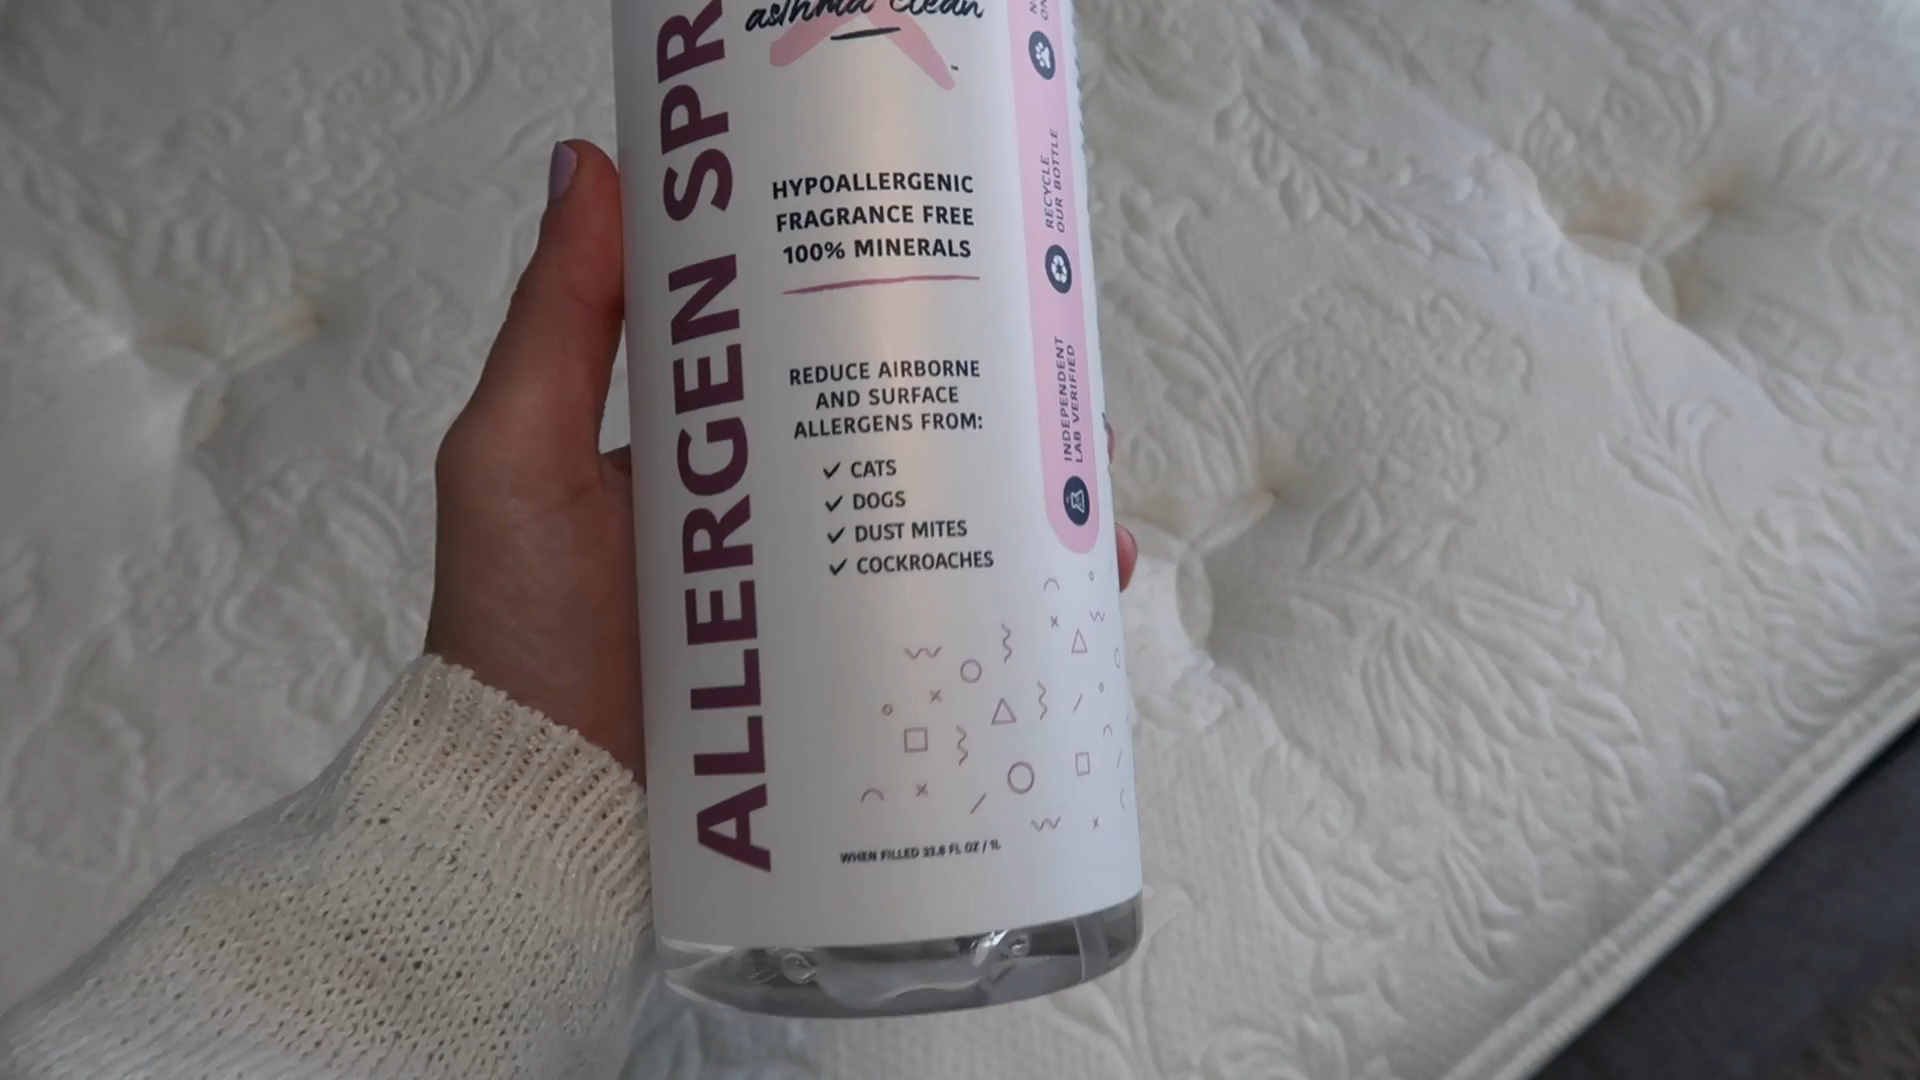 asthma clean
ALLERGEN SPR
HYPOALLERGENIC
FRAGRANCE FREE
100% MINERALS
REDUCE AIRBORNE
AND SURFACE
ALLERGENS FROM:
✓ CATS
✓ DOGS
✓ DUST MITES
✓ COCKROACHES
WHEN FILLED 33.8 FL OZ / 1L
RECYCLE
OUR BOTTLE
INDEPENDENT
LAB VERIFIED